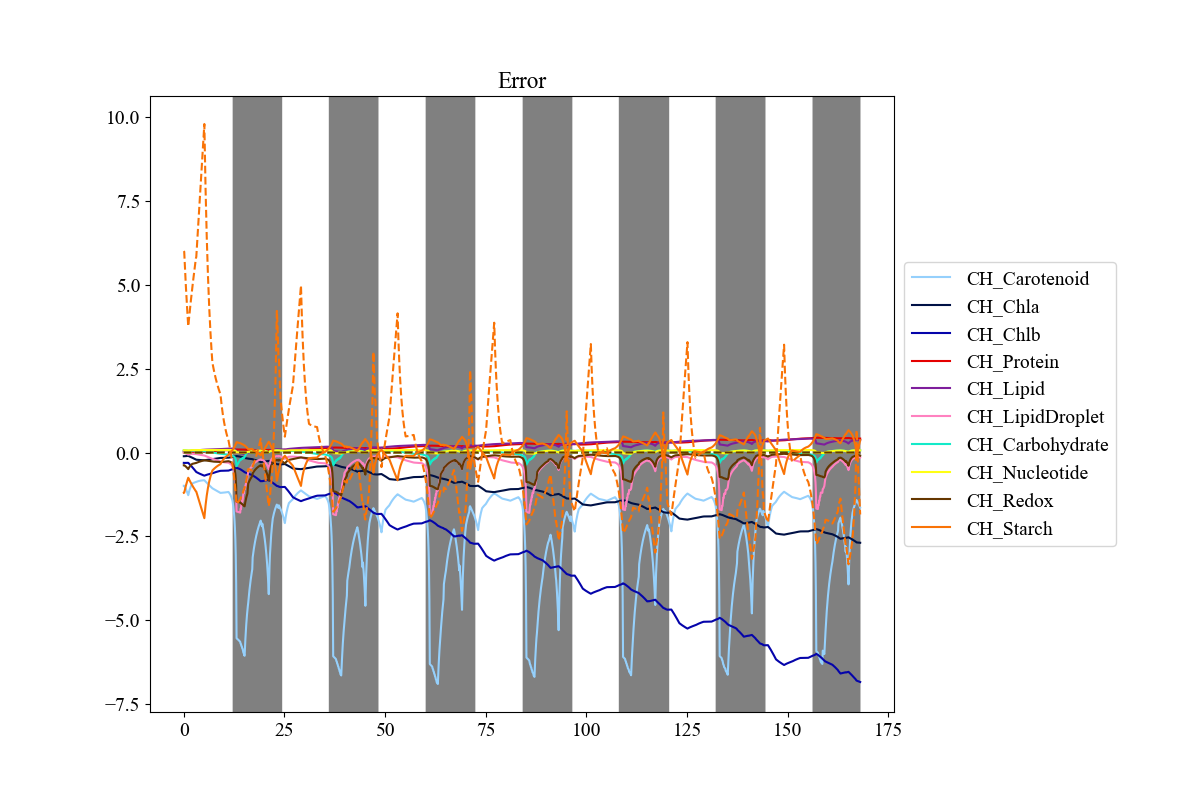 Error
10.0
7.5
5.0
2.5
0.0
−2.5
−5.0
−7.5
0
25
50
75
100
125
150
175
CH_Carotenoid
CH_Chla
CH_Chlb
CH_Protein
CH_Lipid
CH_LipidDroplet
CH_Carbohydrate
CH_Nucleotide
CH_Redox
CH_Starch